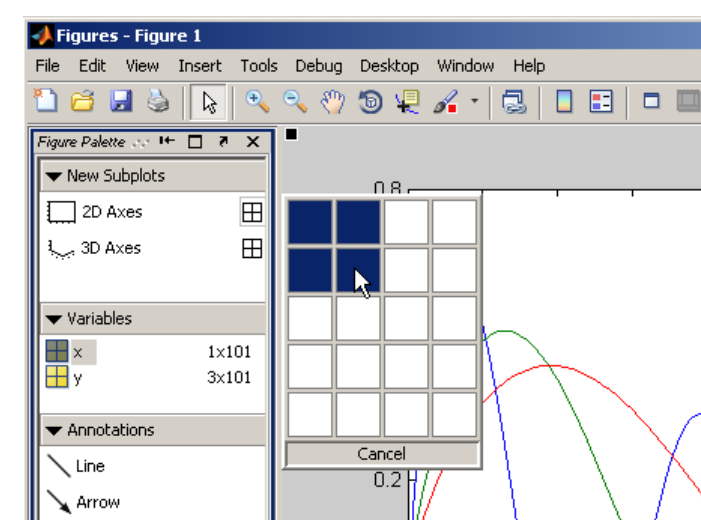 Figures - Figure 1
File Edit View Insert Tools Debug Desktop Window Help
Figure Palette
New Subplots
2D Axes
3D Axes
Variables
x 1x101
y 3x101
Annotations
Line
Arrow
0.8
Cancel
0.2